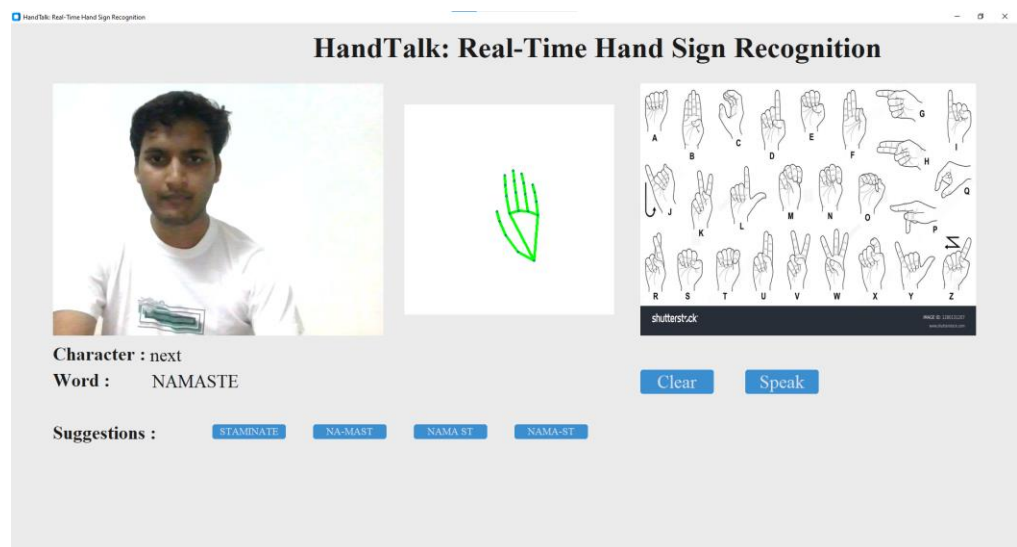 HandTalk: Real-Time Hand Sign Recognition
HandTalk: Real-Time Hand Sign Recognition
A
B
C
D
E
F
G
H
I
J
K
L
M
N
O
P
Q
R
S
T
U
V
W
X
Y
Z
shutterstock
Character : next
Word : NAMASTE
Clear
Speak
Suggestions :
STAMINATE
NA-MAST
NAMA ST
NAMA-ST